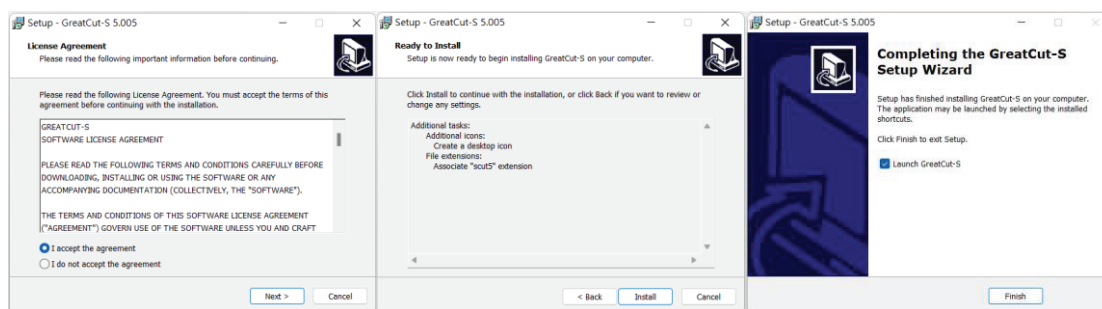 Setup - GreatCut-S 5.005
License Agreement
Please read the following important information before continuing.
Please read the following License Agreement. You must accept the terms of this
agreement before continuing with the installation.
GREATCUT-S
SOFTWARE LICENSE AGREEMENT
PLEASE READ THE FOLLOWING TERMS AND CONDITIONS CAREFULLY BEFORE
DOWNLOADING, INSTALLING OR USING THE SOFTWARE OR ANY
ACCOMPANYING DOCUMENTATION (COLLECTIVELY, THE "SOFTWARE").
THE TERMS AND CONDITIONS OF THIS SOFTWARE LICENSE AGREEMENT
("AGREEMENT") GOVERN USE OF THE SOFTWARE UNLESS YOU AND CRAFT
I accept the agreement
I do not accept the agreement
Next >
Cancel
Setup - GreatCut-S 5.005
Ready to Install
Setup is now ready to begin installing GreatCut-S on your computer.
Click Install to continue with the installation, or click Back if you want to review or
change any settings.
Additional tasks:
Additional icons:
Create a desktop icon
File extensions:
Associate "scut5" extension
< Back
Install
Cancel
Setup - GreatCut-S 5.005
Completing the GreatCut-S
Setup Wizard
Setup has finished installing GreatCut-S on your computer.
The application may be launched by selecting the installed
shortcuts.
Click Finish to exit Setup.
Launch GreatCut-S
Finish